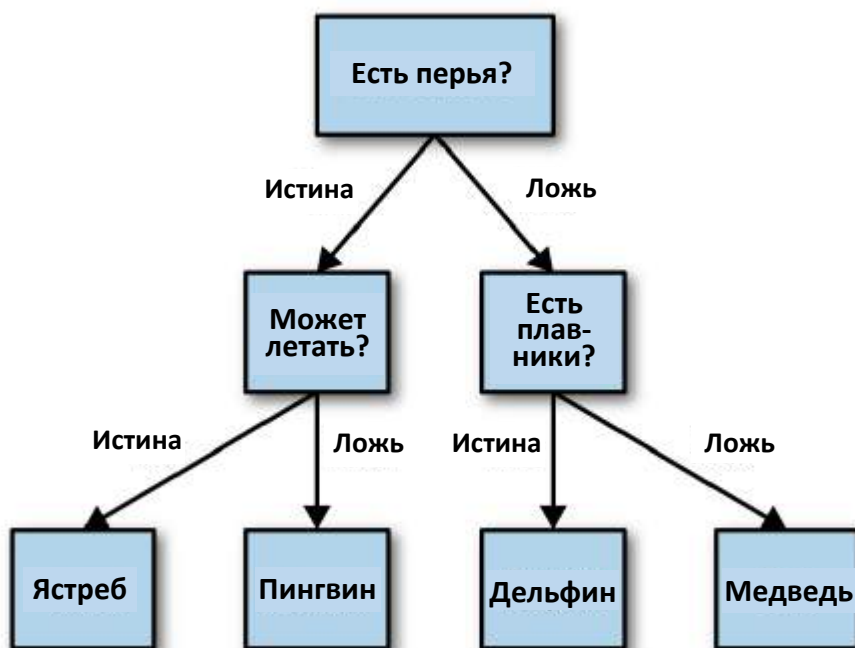 Есть перья?
Истина
Ложь
Может
летать?
Есть
плав-
ники?
Истина
Ложь
Истина
Ложь
Ястреб
Пингвин
Дельфин
Медведь